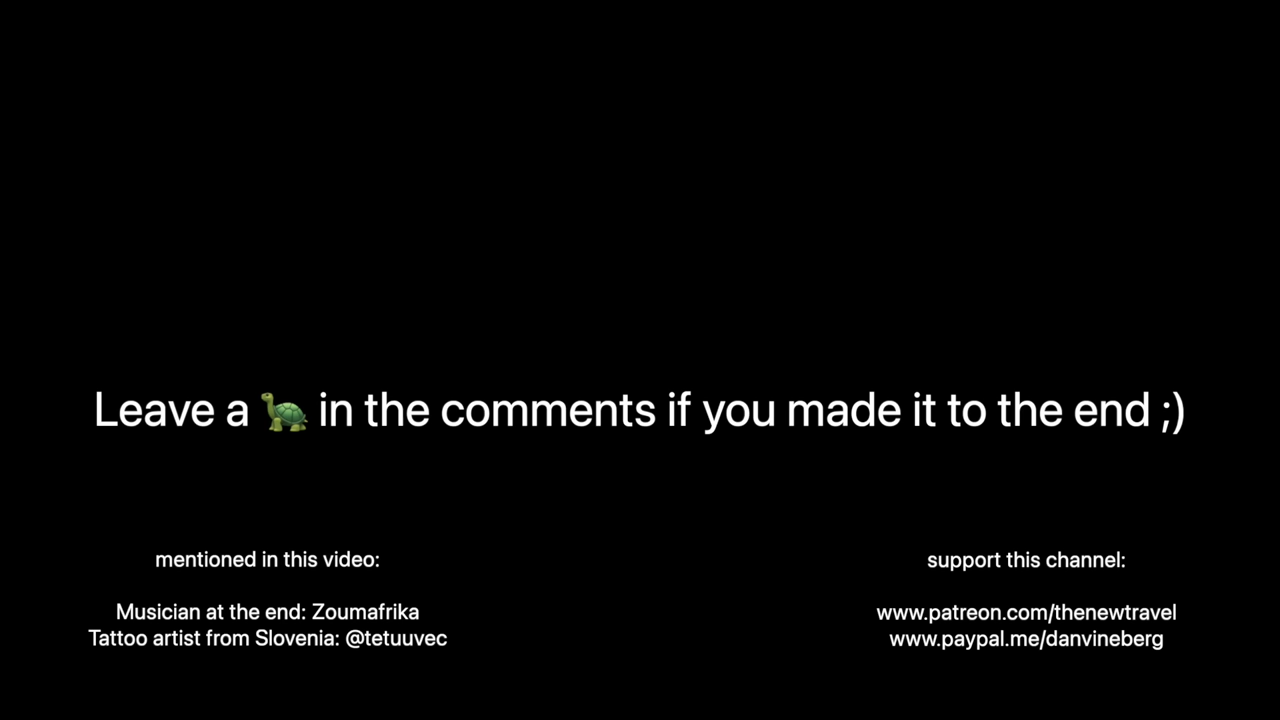 Leave a 🐢 in the comments if you made it to the end ;)
mentioned in this video:
Musician at the end: Zoumafrika
Tattoo artist from Slovenia: @tetuuvec
support this channel:
www.patreon.com/thenewtravel
www.paypal.me/danvineberg